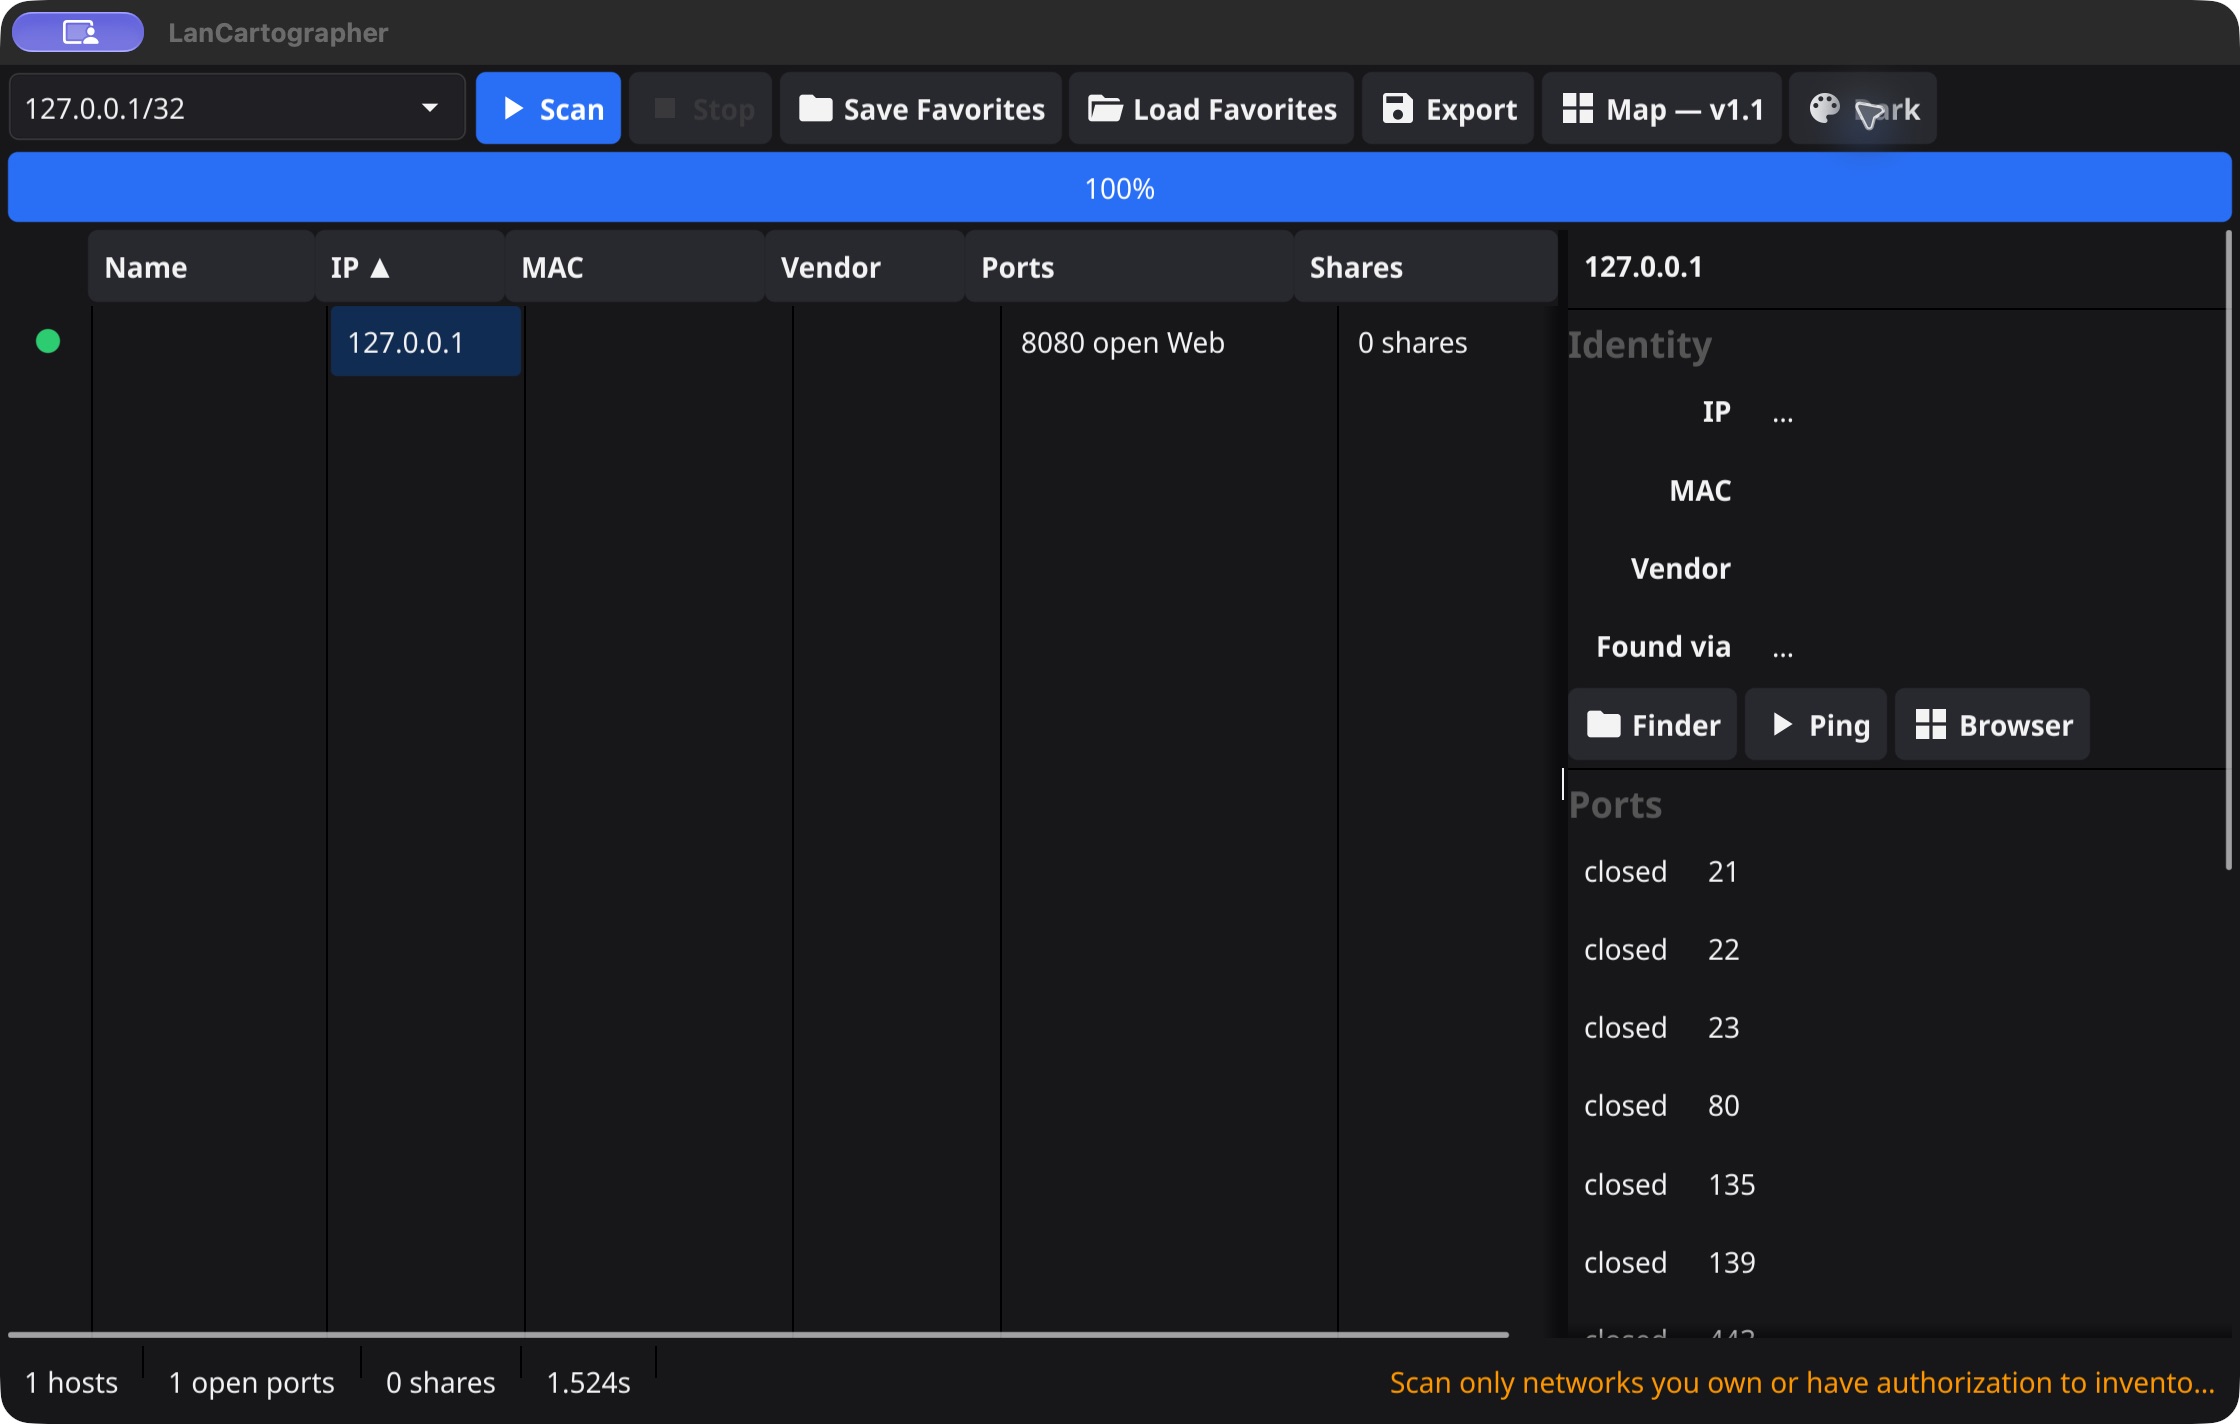 LanCartographer
127.0.0.1/32 Scan Stop Save Favorites Load Favorites Export Map — v1.1
100%
Name IP ▲ MAC Vendor Ports Shares
127.0.0.1 8080 open Web 0 shares
127.0.0.1
Identity
IP ...
MAC
Vendor
Found via ...
Finder Ping Browser
Ports
closed 21
closed 22
closed 23
closed 80
closed 135
closed 139
closed 443
1 hosts 1 open ports 0 shares 1.524s Scan only networks you own or have authorization to invento...